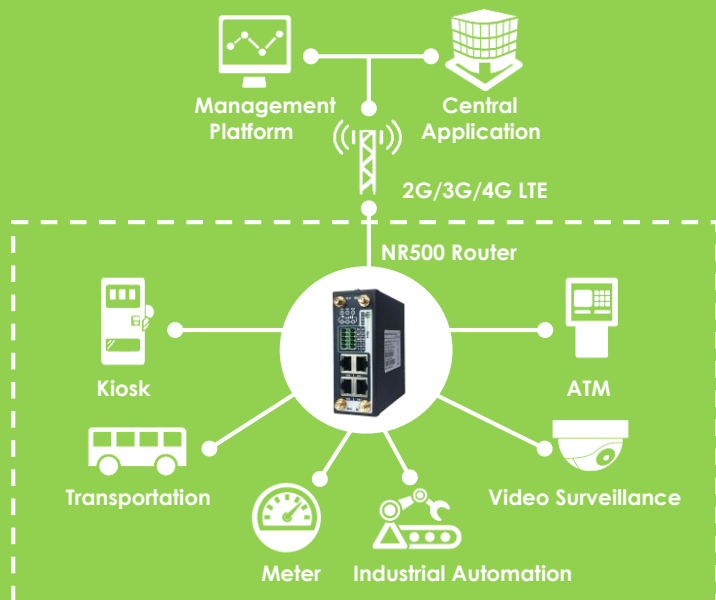 Management
Platform
Central
Application
2G/3G/4G LTE
NR500 Router
Kiosk
ATM
Transportation
Video Surveillance
Meter
Industrial Automation